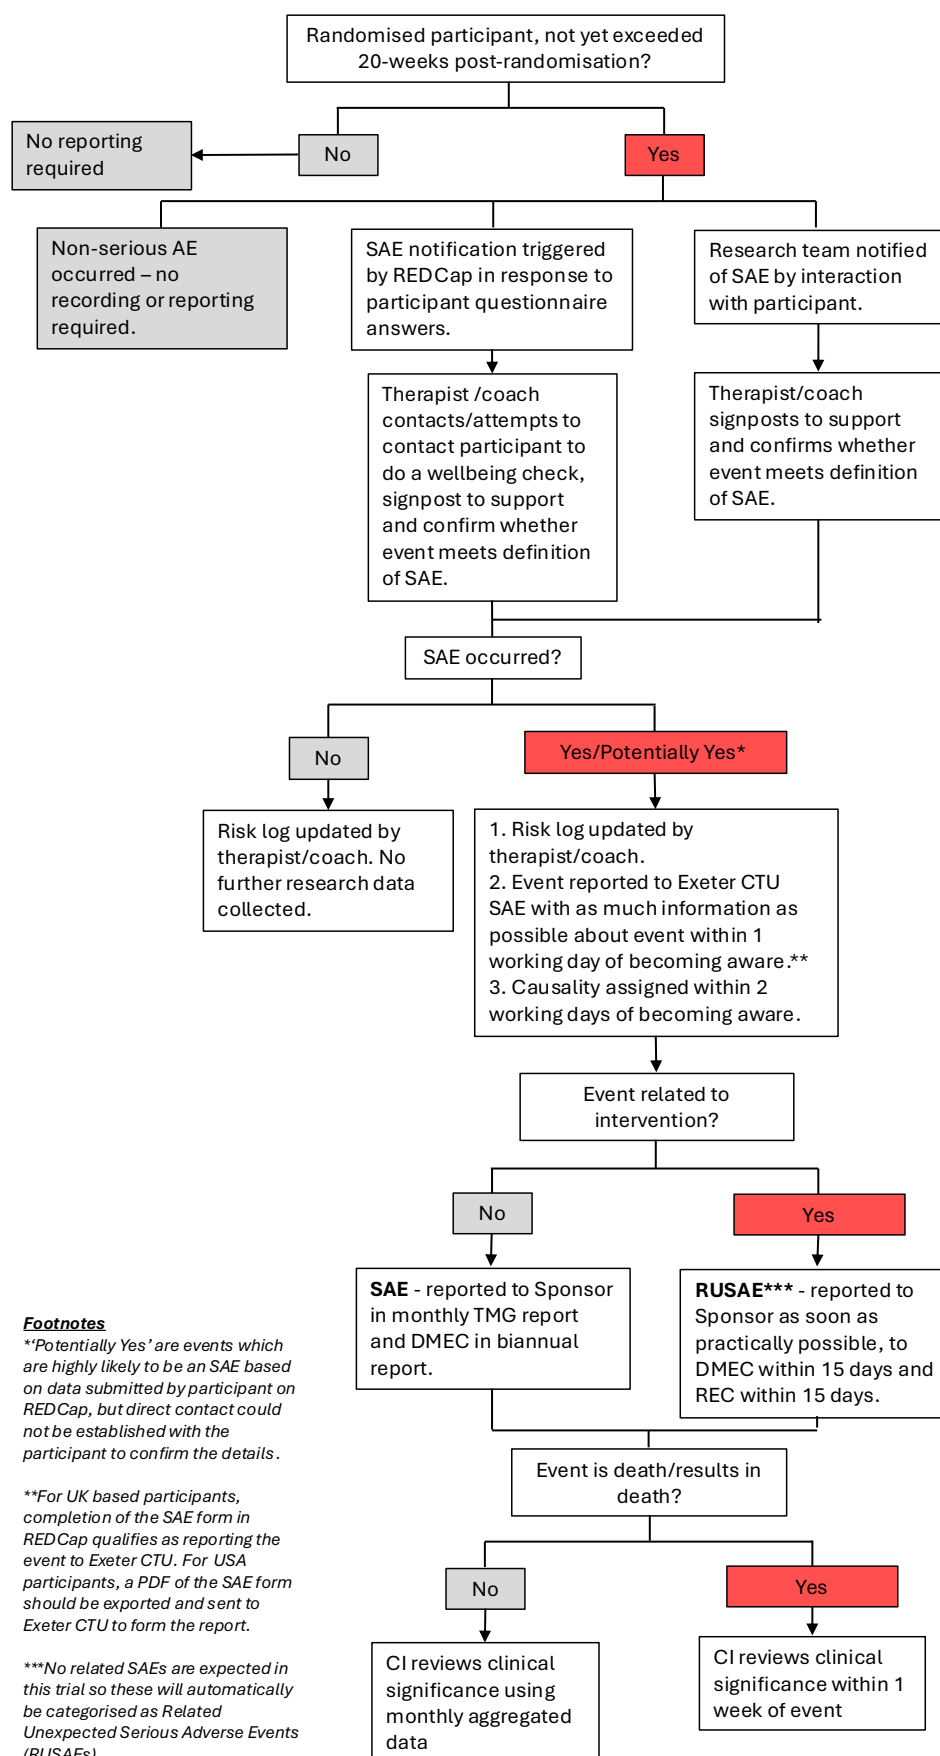 Randomised participant, not yet exceeded
20-weeks post-randomisation?
No reporting
required
No
Yes
Non-serious AE
occurred – no
recording or reporting
required.
SAE notification triggered
by REDCap in response to
participant questionnaire
answers.
Research team notified
of SAE by interaction
with participant.
Therapist /coach
contacts/attempts to
contact participant to
do a wellbeing check,
signpost to support
and confirm whether
event meets definition
of SAE.
Therapist/coach
signposts to support
and confirms whether
event meets definition
of SAE.
SAE occurred?
No
Yes/Potentially Yes*
Risk log updated by
therapist/coach. No
further research data
collected.
1. Risk log updated by
therapist/coach.
2. Event reported to Exeter CTU
SAE with as much information as
possible about event within 1
working day of becoming aware.**
3. Causality assigned within 2
working days of becoming aware.
Event related to
intervention?
No
Yes
SAE - reported to Sponsor
in monthly TMG report
and DMEC in biannual
report.
RUSAE*** - reported to
Sponsor as soon as
practically possible, to
DMEC within 15 days and
REC within 15 days.
Event is death/results in
death?
No
Yes
CI reviews clinical
significance using
monthly aggregated
data
CI reviews clinical
significance within 1
week of event
Footnotes
*‘Potentially Yes’ are events which
are highly likely to be an SAE based
on data submitted by participant on
REDCap, but direct contact could
not be established with the
participant to confirm the details.
**For UK based participants,
completion of the SAE form in
REDCap qualifies as reporting the
event to Exeter CTU. For USA
participants, a PDF of the SAE form
should be exported and sent to
Exeter CTU to form the report.
***No related SAEs are expected in
this trial so these will automatically
be categorised as Related
Unexpected Serious Adverse Events
(RUSAEs)